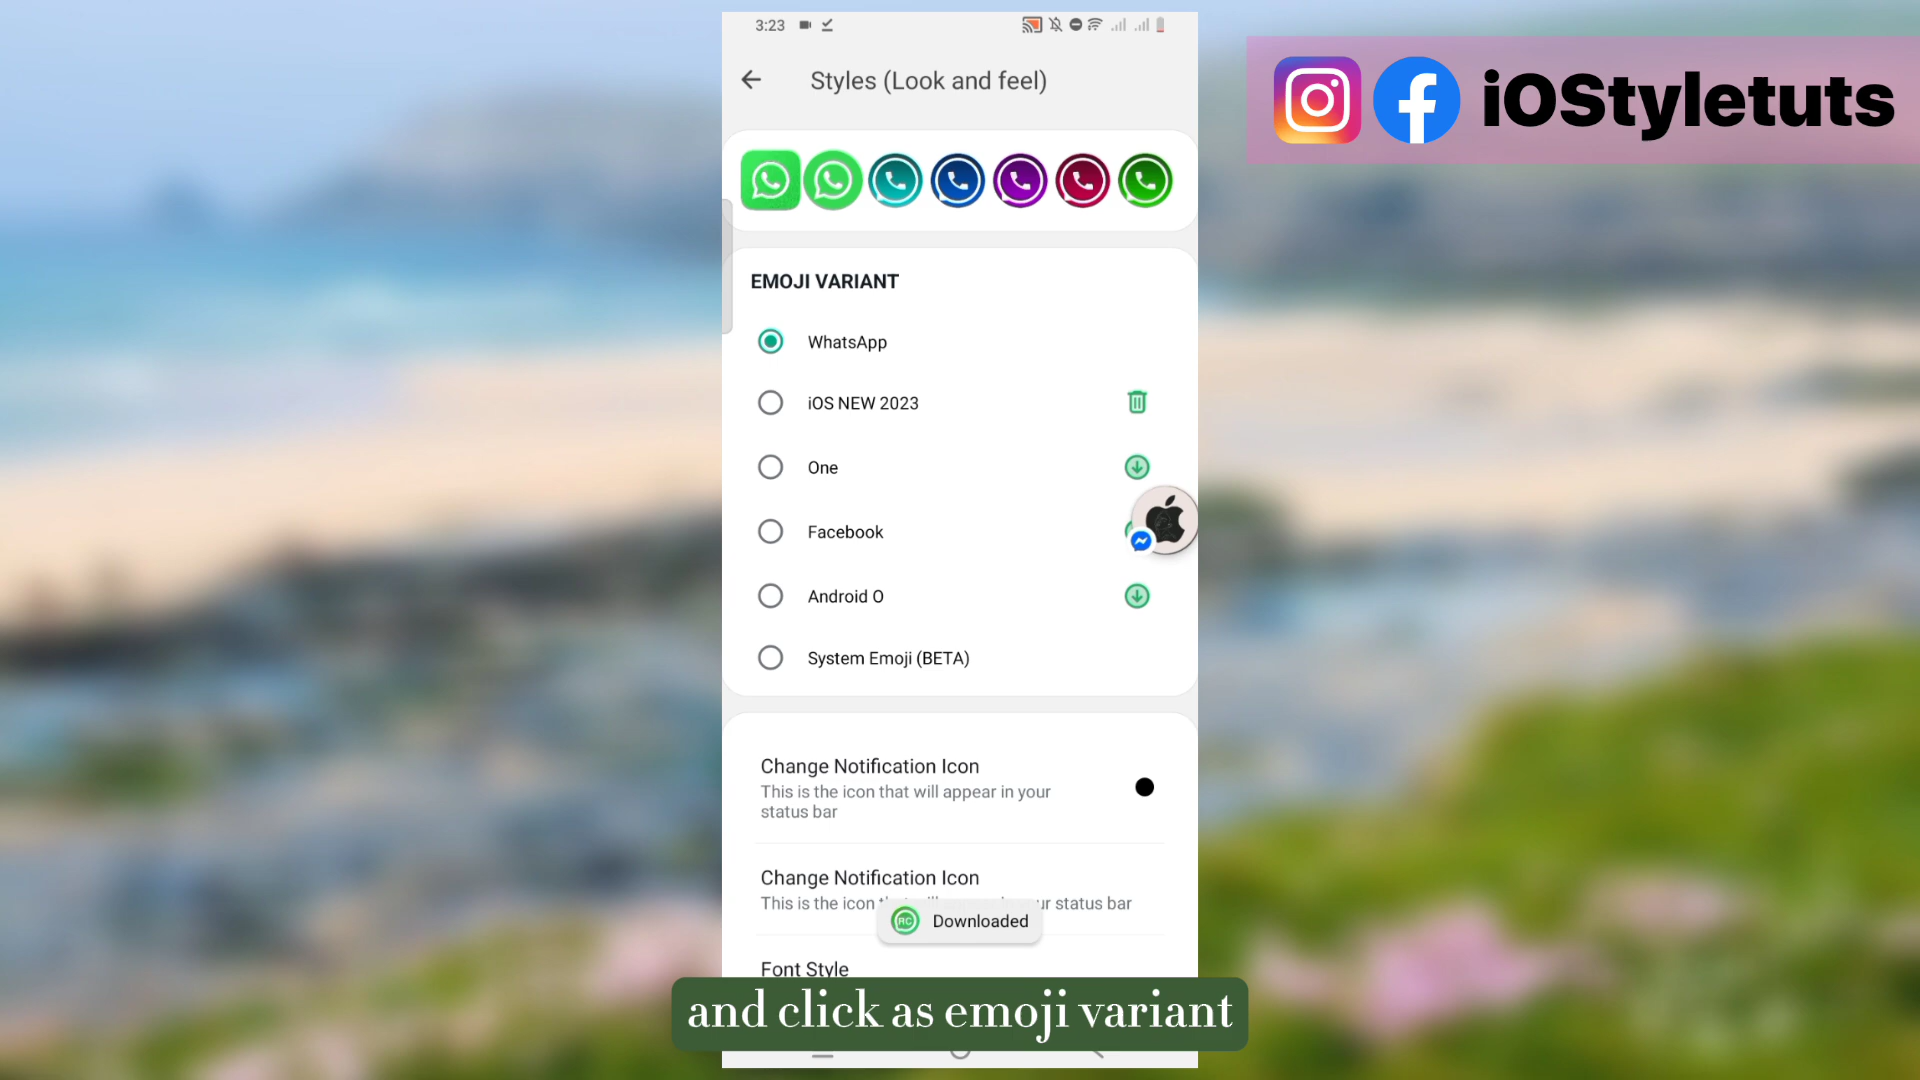 3:23
Styles (Look and feel)
iOStyletuts
EMOJI VARIANT
WhatsApp
iOS NEW 2023
One
Facebook
Android O
System Emoji (BETA)
Change Notification Icon
This is the icon that will appear in your
status bar
Change Notification Icon
This is the icon ur status bar
RC Downloaded
Font Style
and click as emoji variant